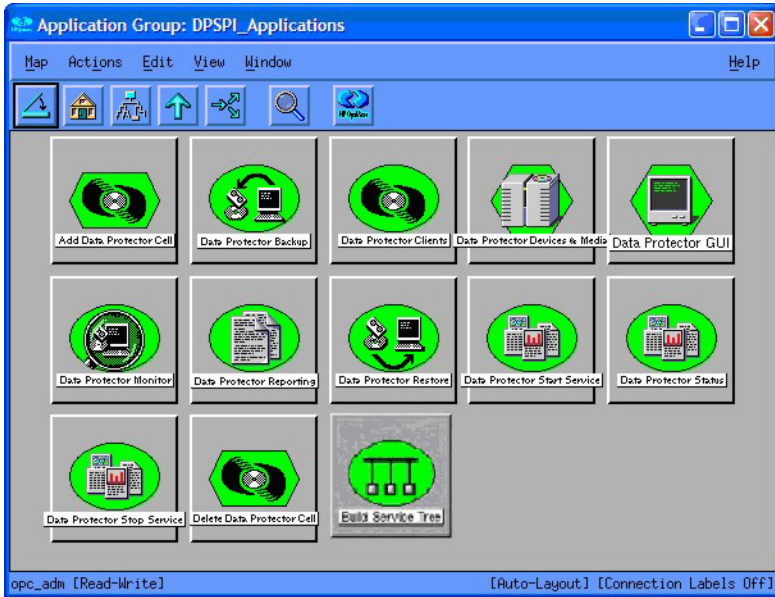 Application Group: DPSPI_Applications
Map Actions Edit View Window Help
HP OpenView
Add Data Protector Cell
Data Protector Backup
Data Protector Clients
Data Protector Devices & Media
Data Protector GUI
Data Protector Monitor
Data Protector Reporting
Data Protector Restore
Data Protector Start Service
Data Protector Status
Data Protector Stop Service
Delete Data Protector Cell
Build Service Tree
opc_adm [Read-Write] [Auto-Layout] [Connection Labels Off]